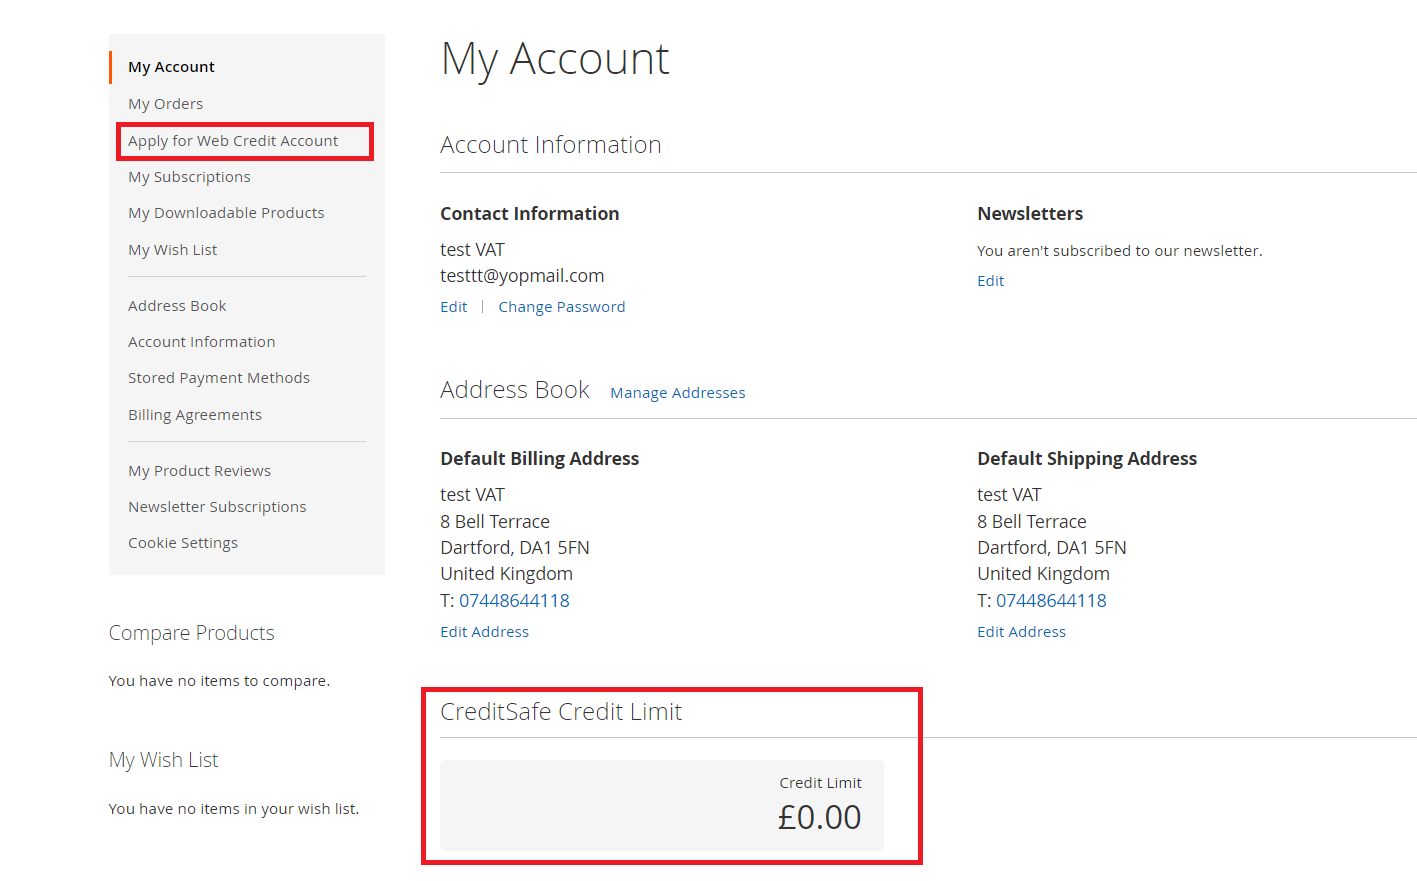 My Account
My Orders
Apply for Web Credit Account
My Subscriptions
My Downloadable Products
My Wish List
Address Book
Account Information
Stored Payment Methods
Billing Agreements
My Product Reviews
Newsletter Subscriptions
Cookie Settings
Compare Products
You have no items to compare.
My Wish List
You have no items in your wish list.
My Account
Account Information
Contact Information
test VAT
testtt@yopmail.com
Edit | Change Password
Newsletters
You aren't subscribed to our newsletter.
Edit
Address Book Manage Addresses
Default Billing Address
test VAT
8 Bell Terrace
Dartford, DA1 5FN
United Kingdom
T: 07448644118
Edit Address
Default Shipping Address
test VAT
8 Bell Terrace
Dartford, DA1 5FN
United Kingdom
T: 07448644118
Edit Address
CreditSafe Credit Limit
Credit Limit
£0.00